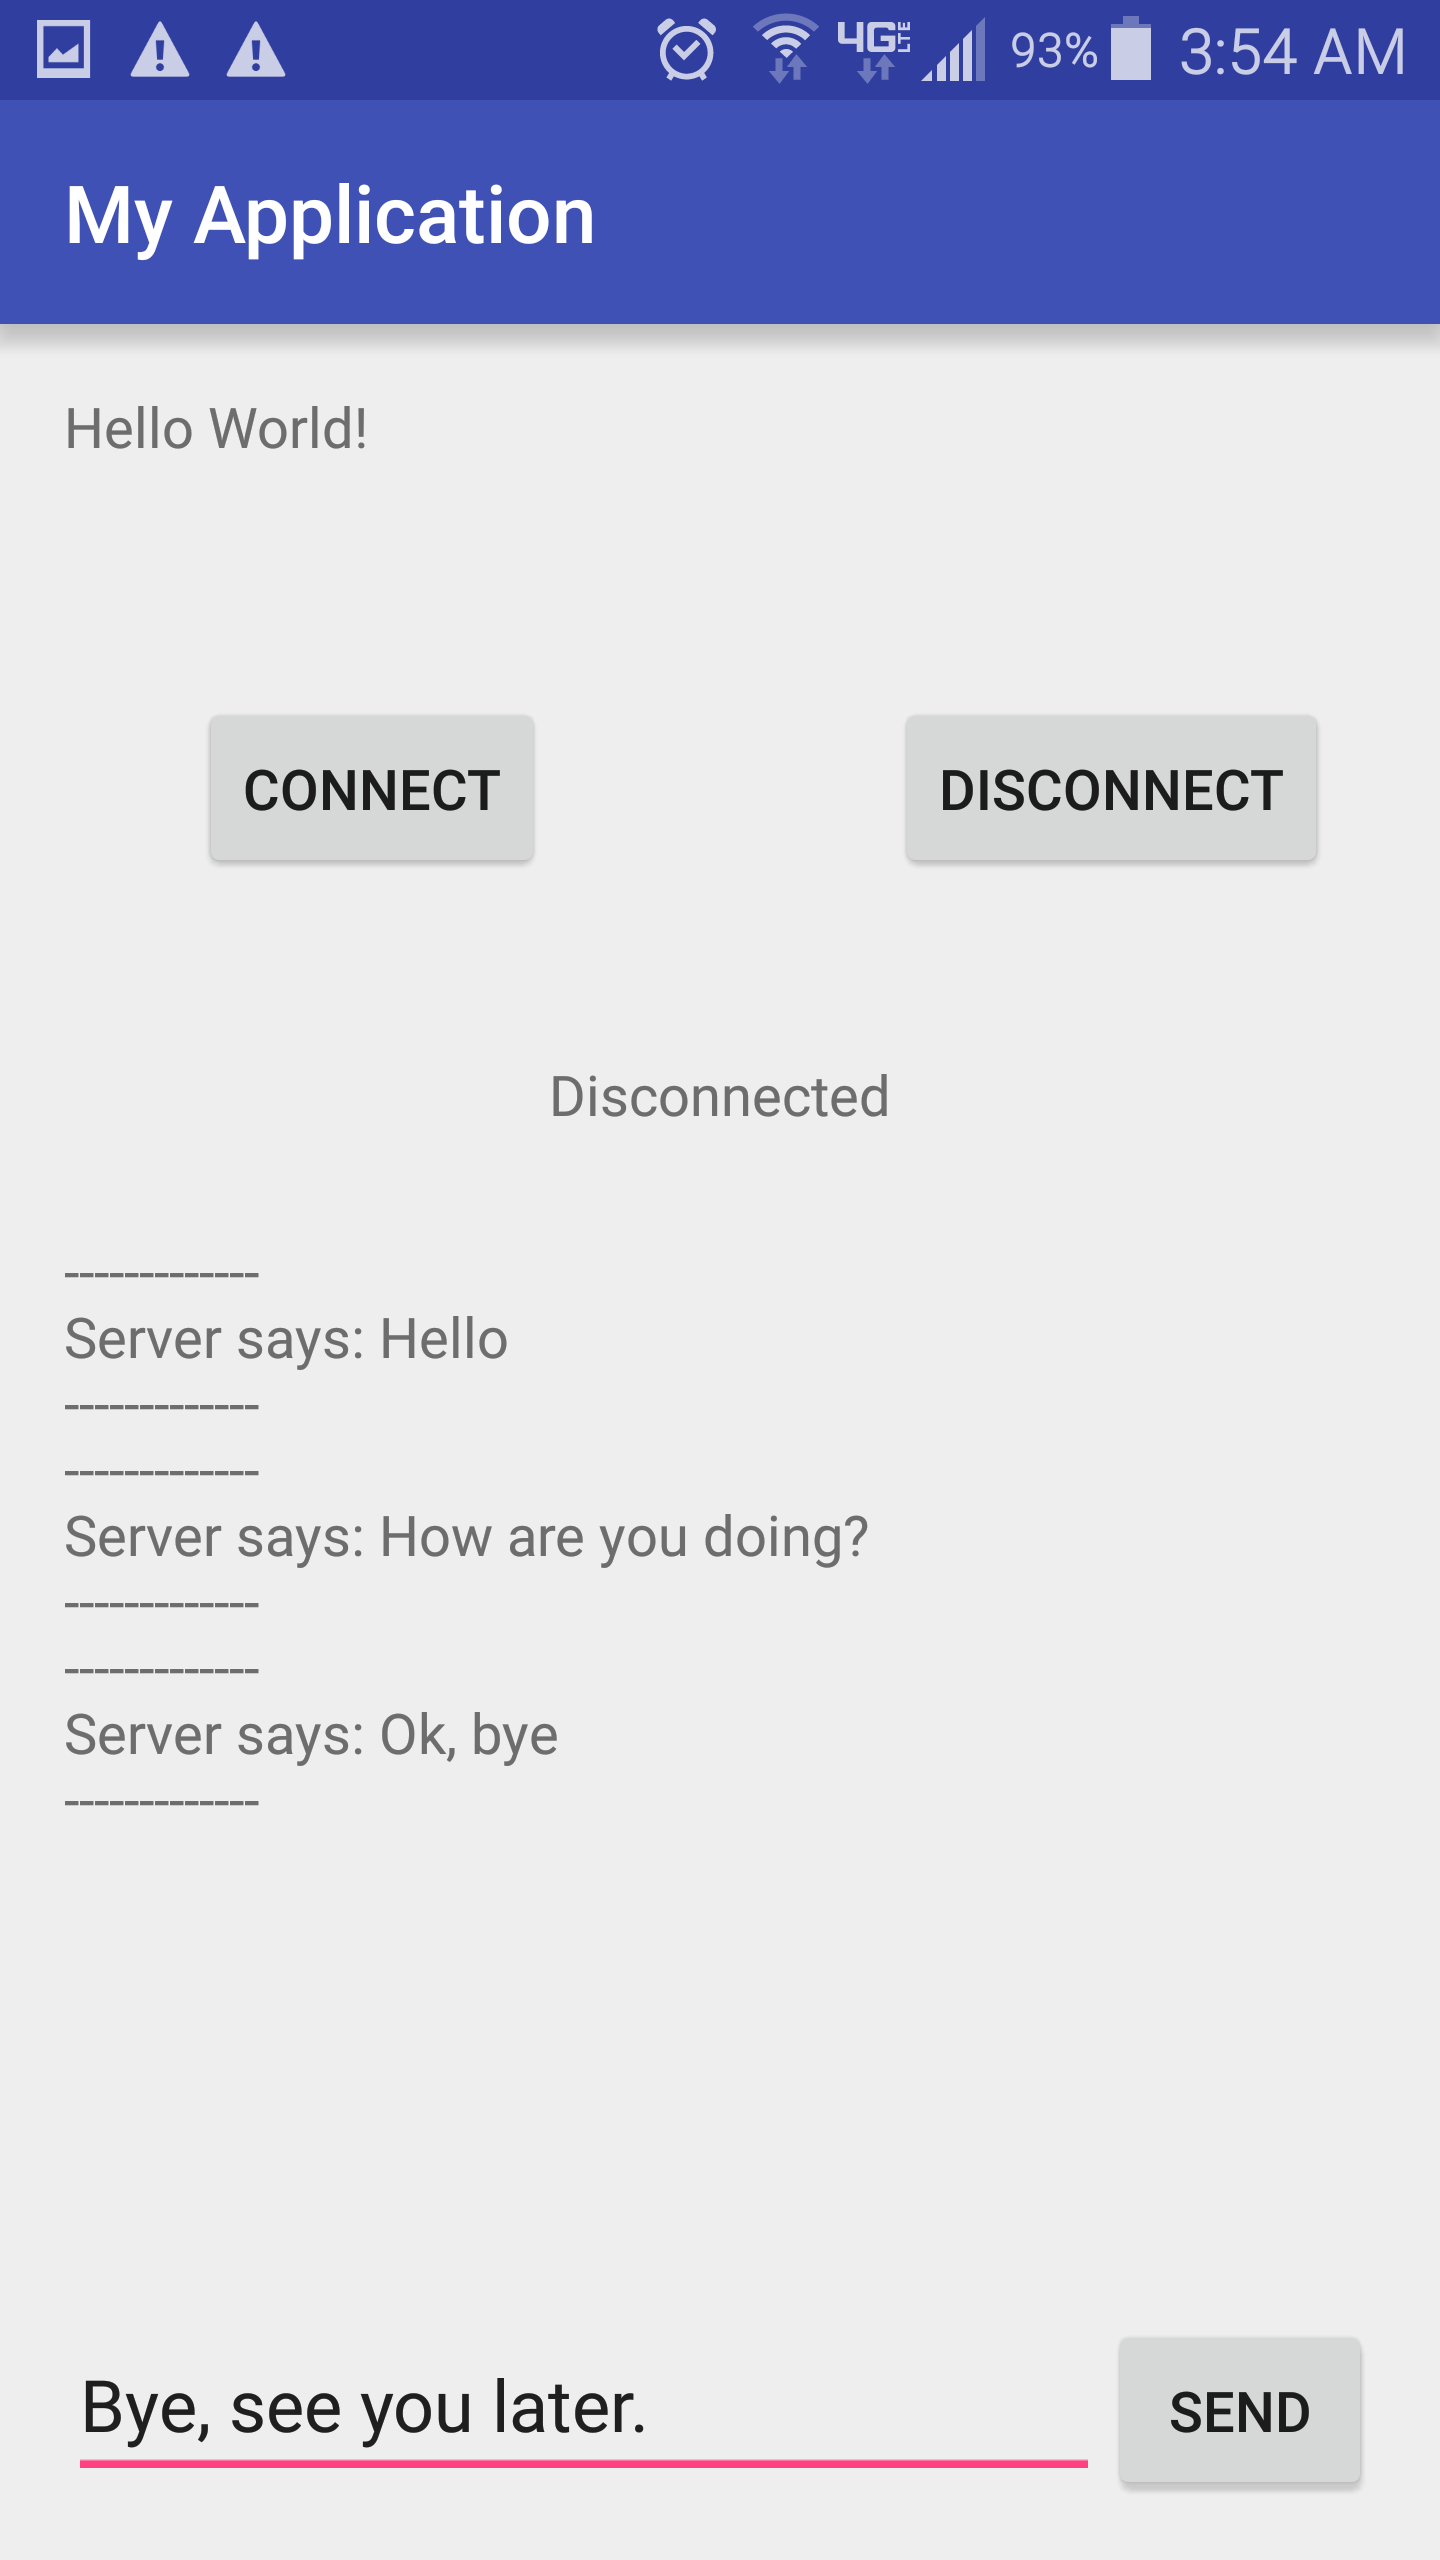 4G LTE 93% 3:54 AM
My Application
Hello World!
CONNECT DISCONNECT
Disconnected
-------------
Server says: Hello
-------------
-------------
Server says: How are you doing?
-------------
-------------
Server says: Ok, bye
-------------
Bye, see you later. SEND